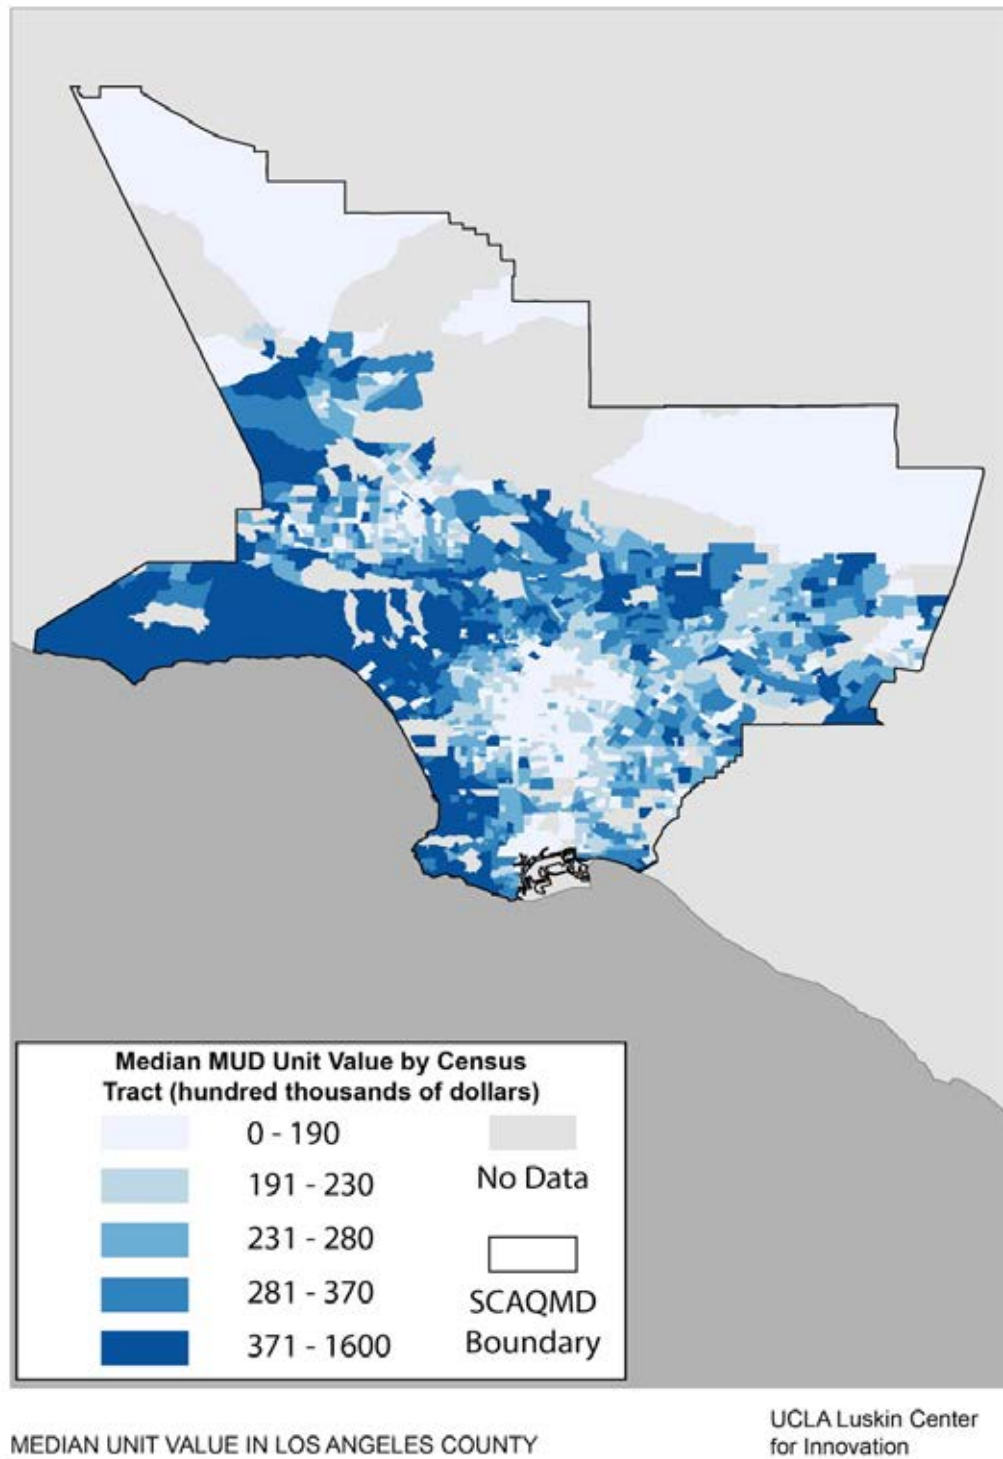 Median MUD Unit Value by Census
Tract (hundred thousands of dollars)
0 - 190
191 - 230
231 - 280
281 - 370
371 - 1600
No Data
SCAQMD
Boundary
MEDIAN UNIT VALUE IN LOS ANGELES COUNTY
UCLA Luskin Center
for Innovation